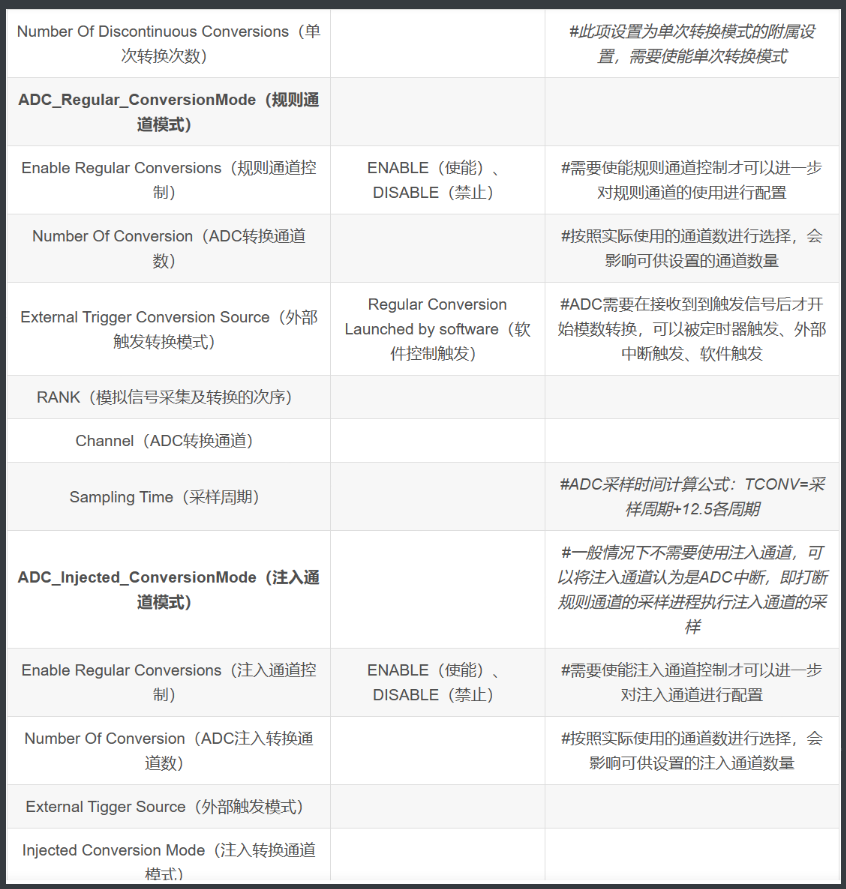 Number Of Discontinuous Conversions（单
次转换次数）
#此项设置为单次转换模式的附属设
置，需要使能单次转换模式
ADC_Regular_ConversionMode（规则通
道模式）
Enable Regular Conversions（规则通道控
制）
ENABLE（使能）、
DISABLE（禁止）
#需要使能规则通道控制才可以进一步
对规则通道的使用进行配置
Number Of Conversion（ADC转换通道
数）
#按照实际使用的通道数进行选择，会
影响可供设置的通道数量
External Trigger Conversion Source（外部
触发转换模式）
Regular Conversion
Launched by software（软
件控制触发）
#ADC需要在接收到到触发信号后才开
始模数转换，可以被定时器触发、外部
中断触发、软件触发
RANK（模拟信号采集及转换的次序）
Channel（ADC转换通道）
Sampling Time（采样周期）
#ADC采样时间计算公式：TCONV=采
样周期+12.5各周期
ADC_Injected_ConversionMode（注入通
道模式）
#一般情况下不需要使用注入通道，可
以将注入通道认为是ADC中断，即打断
规则通道的采样进程执行注入通道的采
样
Enable Regular Conversions（注入通道控
制）
ENABLE（使能）、
DISABLE（禁止）
#需要使能注入通道控制才可以进一步
对注入通道进行配置
Number Of Conversion（ADC注入转换通
道数）
#按照实际使用的通道数进行选择，会
影响可供设置的注入通道数量
External Tigger Source（外部触发模式）
Injected Conversion Mode（注入转换通道
模式）